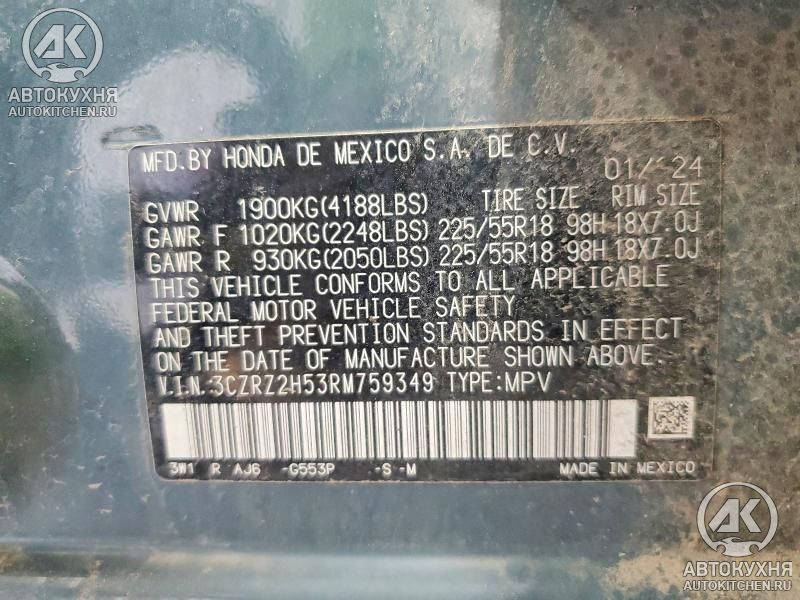 АВТОКУХНЯ
AUTOKITCHEN.RU
MFD.BY HONDA DE MEXICO S.A. DE C.V. 01/'24
GVWR 1900KG(4188LBS) TIRE SIZE RIM SIZE
GAWR F 1020KG(2248LBS) 225/55R18 98H 18X7.0J
GAWR R 930KG(2050LBS) 225/55R18 98H 18X7.0J
THIS VEHICLE CONFORMS TO ALL APPLICABLE
FEDERAL MOTOR VEHICLE SAFETY
AND THEFT PREVENTION STANDARDS IN EFFECT
ON THE DATE OF MANUFACTURE SHOWN ABOVE.
V.I.N.:3CZRZ2H53RM759349 TYPE:MPV
3W1 R AJ6 -G553P -S -M MADE IN MEXICO
AK
АВТОКУХНЯ
AUTOKITCHEN.RU